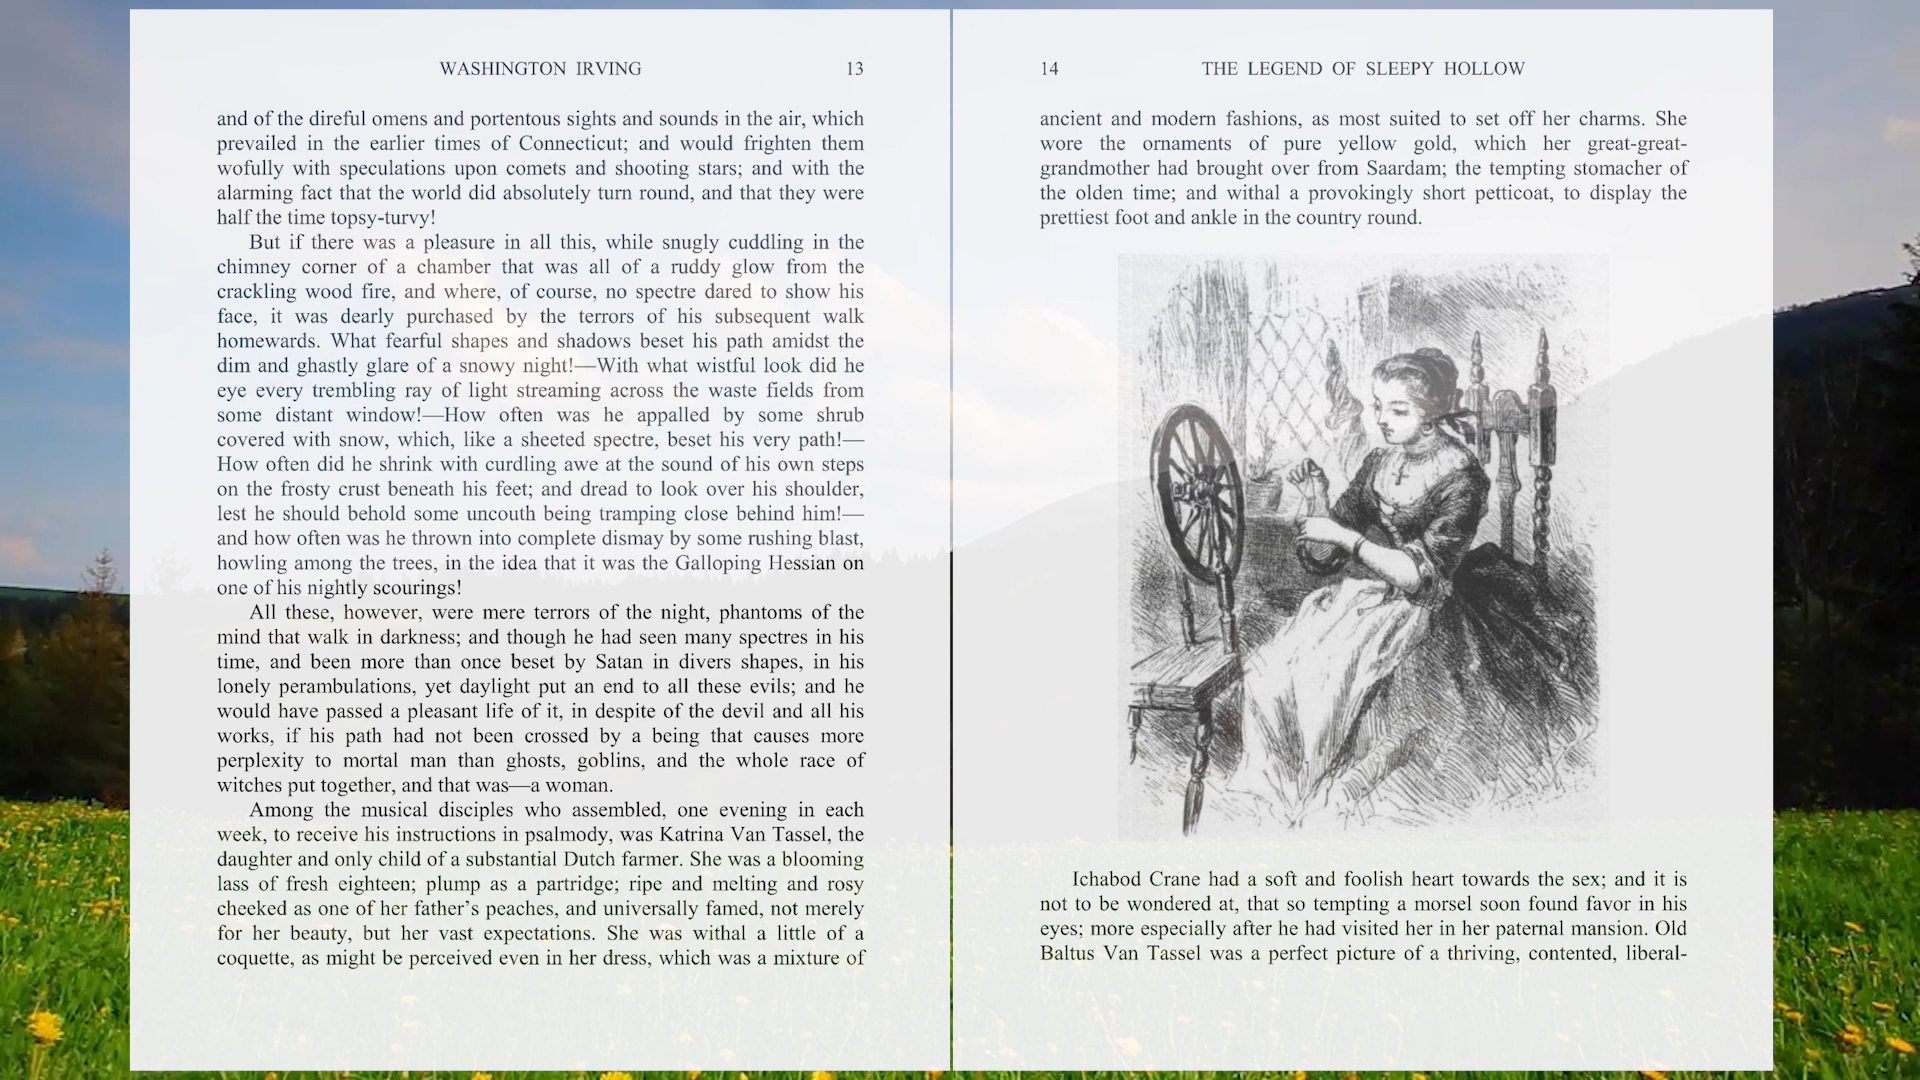 WASHINGTON IRVING 13
and of the direful omens and portentous sights and sounds in the air, which
prevailed in the earlier times of Connecticut; and would frighten them
wofully with speculations upon comets and shooting stars; and with the
alarming fact that the world did absolutely turn round, and that they were
half the time topsy-turvy!
But if there was a pleasure in all this, while snugly cuddling in the
chimney corner of a chamber that was all of a ruddy glow from the
crackling wood fire, and where, of course, no spectre dared to show his
face, it was dearly purchased by the terrors of his subsequent walk
homewards. What fearful shapes and shadows beset his path amidst the
dim and ghastly glare of a snowy night!—With what wistful look did he
eye every trembling ray of light streaming across the waste fields from
some distant window!—How often was he appalled by some shrub
covered with snow, which, like a sheeted spectre, beset his very path!—
How often did he shrink with curdling awe at the sound of his own steps
on the frosty crust beneath his feet; and dread to look over his shoulder,
lest he should behold some uncouth being tramping close behind him!—
and how often was he thrown into complete dismay by some rushing blast,
howling among the trees, in the idea that it was the Galloping Hessian on
one of his nightly scourings!
All these, however, were mere terrors of the night, phantoms of the
mind that walk in darkness; and though he had seen many spectres in his
time, and been more than once beset by Satan in divers shapes, in his
lonely perambulations, yet daylight put an end to all these evils; and he
would have passed a pleasant life of it, in despite of the devil and all his
works, if his path had not been crossed by a being that causes more
perplexity to mortal man than ghosts, goblins, and the whole race of
witches put together, and that was—a woman.
Among the musical disciples who assembled, one evening in each
week, to receive his instructions in psalmody, was Katrina Van Tassel, the
daughter and only child of a substantial Dutch farmer. She was a blooming
lass of fresh eighteen; plump as a partridge; ripe and melting and rosy
cheeked as one of her father’s peaches, and universally famed, not merely
for her beauty, but her vast expectations. She was withal a little of a
coquette, as might be perceived even in her dress, which was a mixture of
14 THE LEGEND OF SLEEPY HOLLOW
ancient and modern fashions, as most suited to set off her charms. She
wore the ornaments of pure yellow gold, which her great-great-
grandmother had brought over from Saardam; the tempting stomacher of
the olden time; and withal a provokingly short petticoat, to display the
prettiest foot and ankle in the country round.
Ichabod Crane had a soft and foolish heart towards the sex; and it is
not to be wondered at, that so tempting a morsel soon found favor in his
eyes; more especially after he had visited her in her paternal mansion. Old
Baltus Van Tassel was a perfect picture of a thriving, contented, liberal-